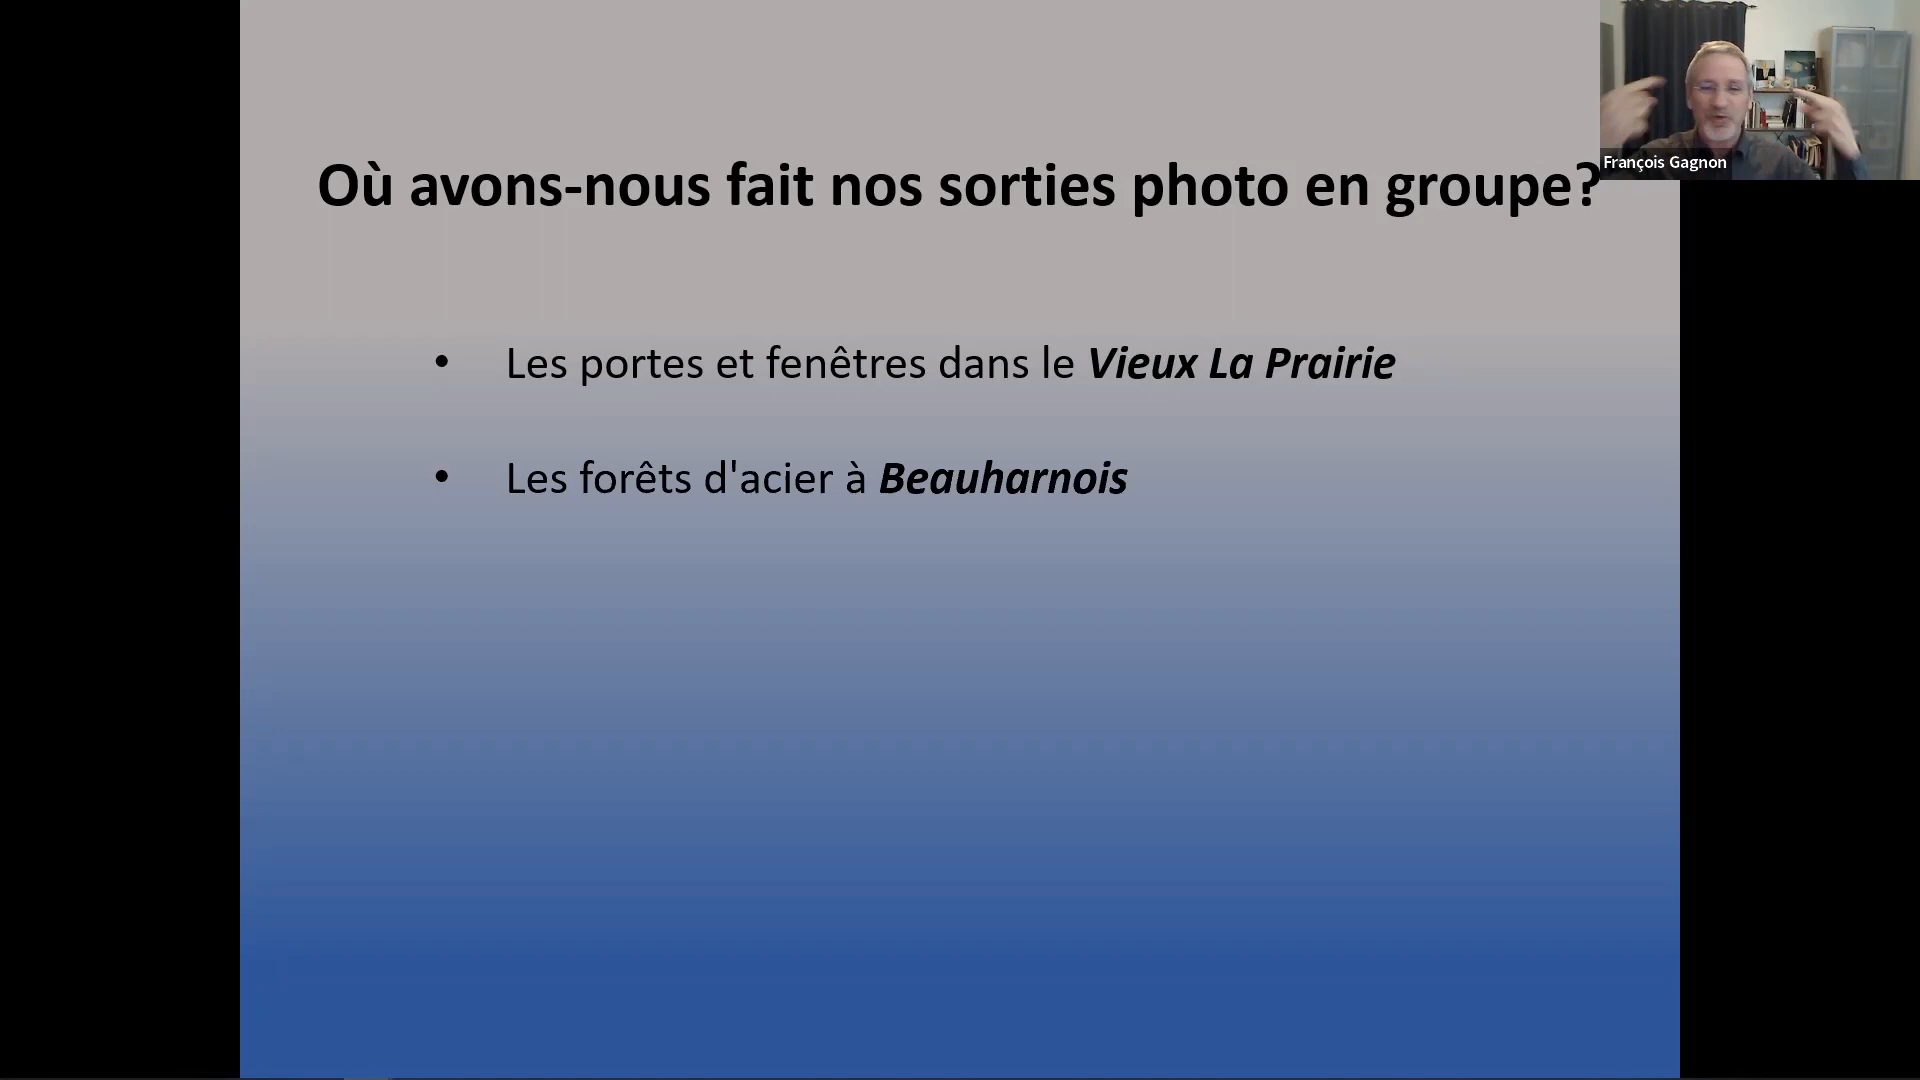 François Gagnon
Où avons-nous fait nos sorties photo en groupe?
• Les portes et fenêtres dans le Vieux La Prairie
• Les forêts d'acier à Beauharnois